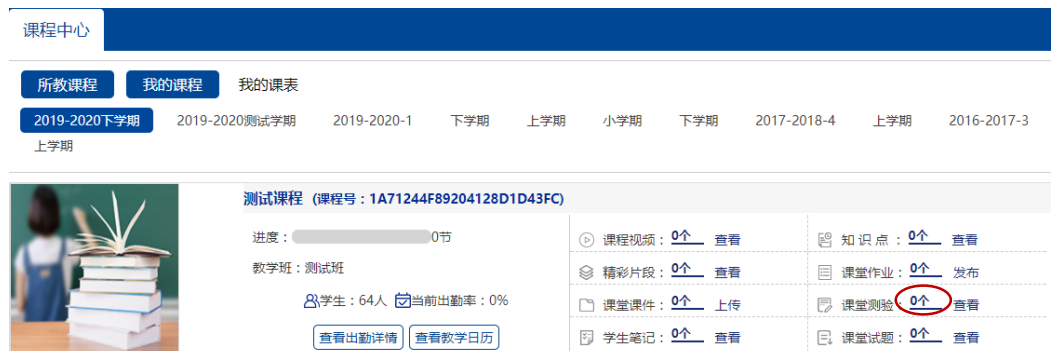 课程中心
所教课程 我的课程 我的课表
2019-2020下学期 2019-2020测试学期 2019-2020-1 下学期 上学期 小学期 下学期 2017-2018-4 上学期 2016-2017-3
上学期
测试课程 (课程号：1A71244F89204128D1D43FC)
进度： 0节 课程视频：0个 查看 知 识 点 ：0个 查看
教学班：测试班 精彩片段：0个 查看 课堂作业：0个 发布
学生：64人 当前出勤率：0% 课堂课件：0个 上传 课堂测验：0个 查看
查看出勤详情 查看教学日历 学生笔记：0个 查看 课堂试题：0个 查看